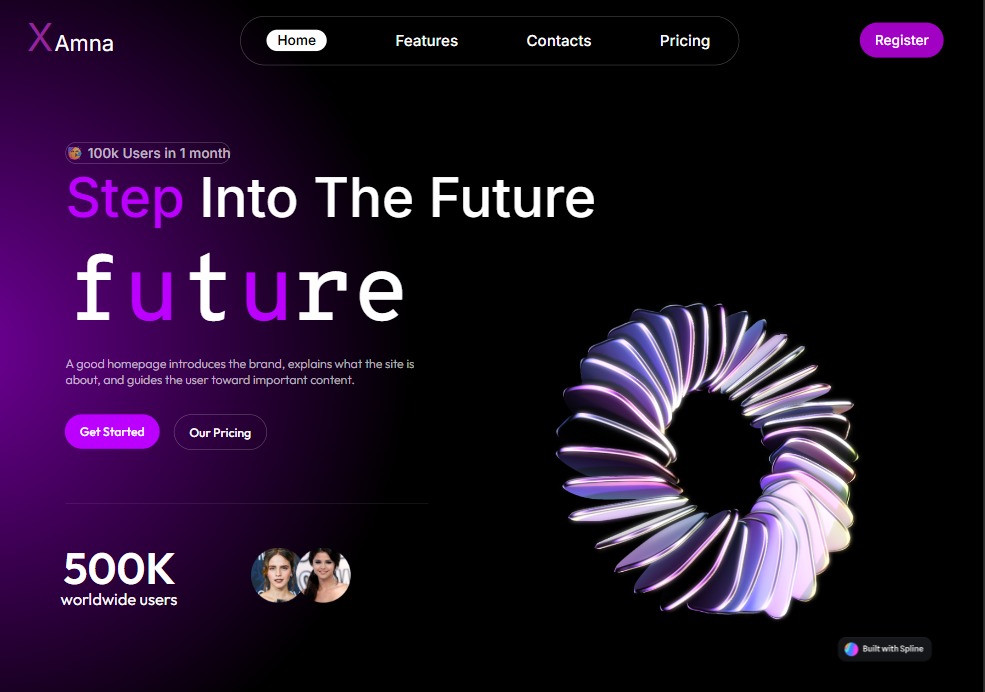 X Amna
Home
Features
Contacts
Pricing
Register
100k Users in 1 month
Step Into The Future
future
A good homepage introduces the brand, explains what the site is
about, and guides the user toward important content.
Get Started
Our Pricing
500K
worldwide users
Built with Spline